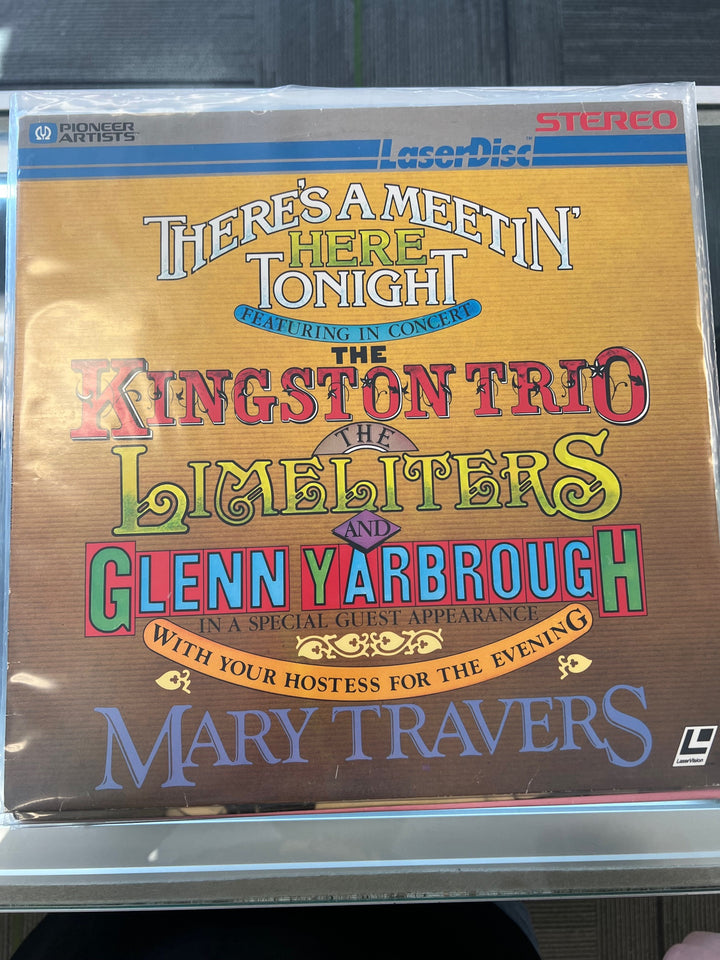 PIONEER
ARTISTS
STEREO
LaserDisc™
THERE'S A MEETIN'
HERE
TONIGHT
FEATURING IN CONCERT
THE
KINGSTON TRIO
THE
LIMELITERS
AND
GLENN YARBROUGH
IN A SPECIAL GUEST APPEARANCE
WITH YOUR HOSTESS FOR THE EVENING
MARY TRAVERS
L
LaserVision